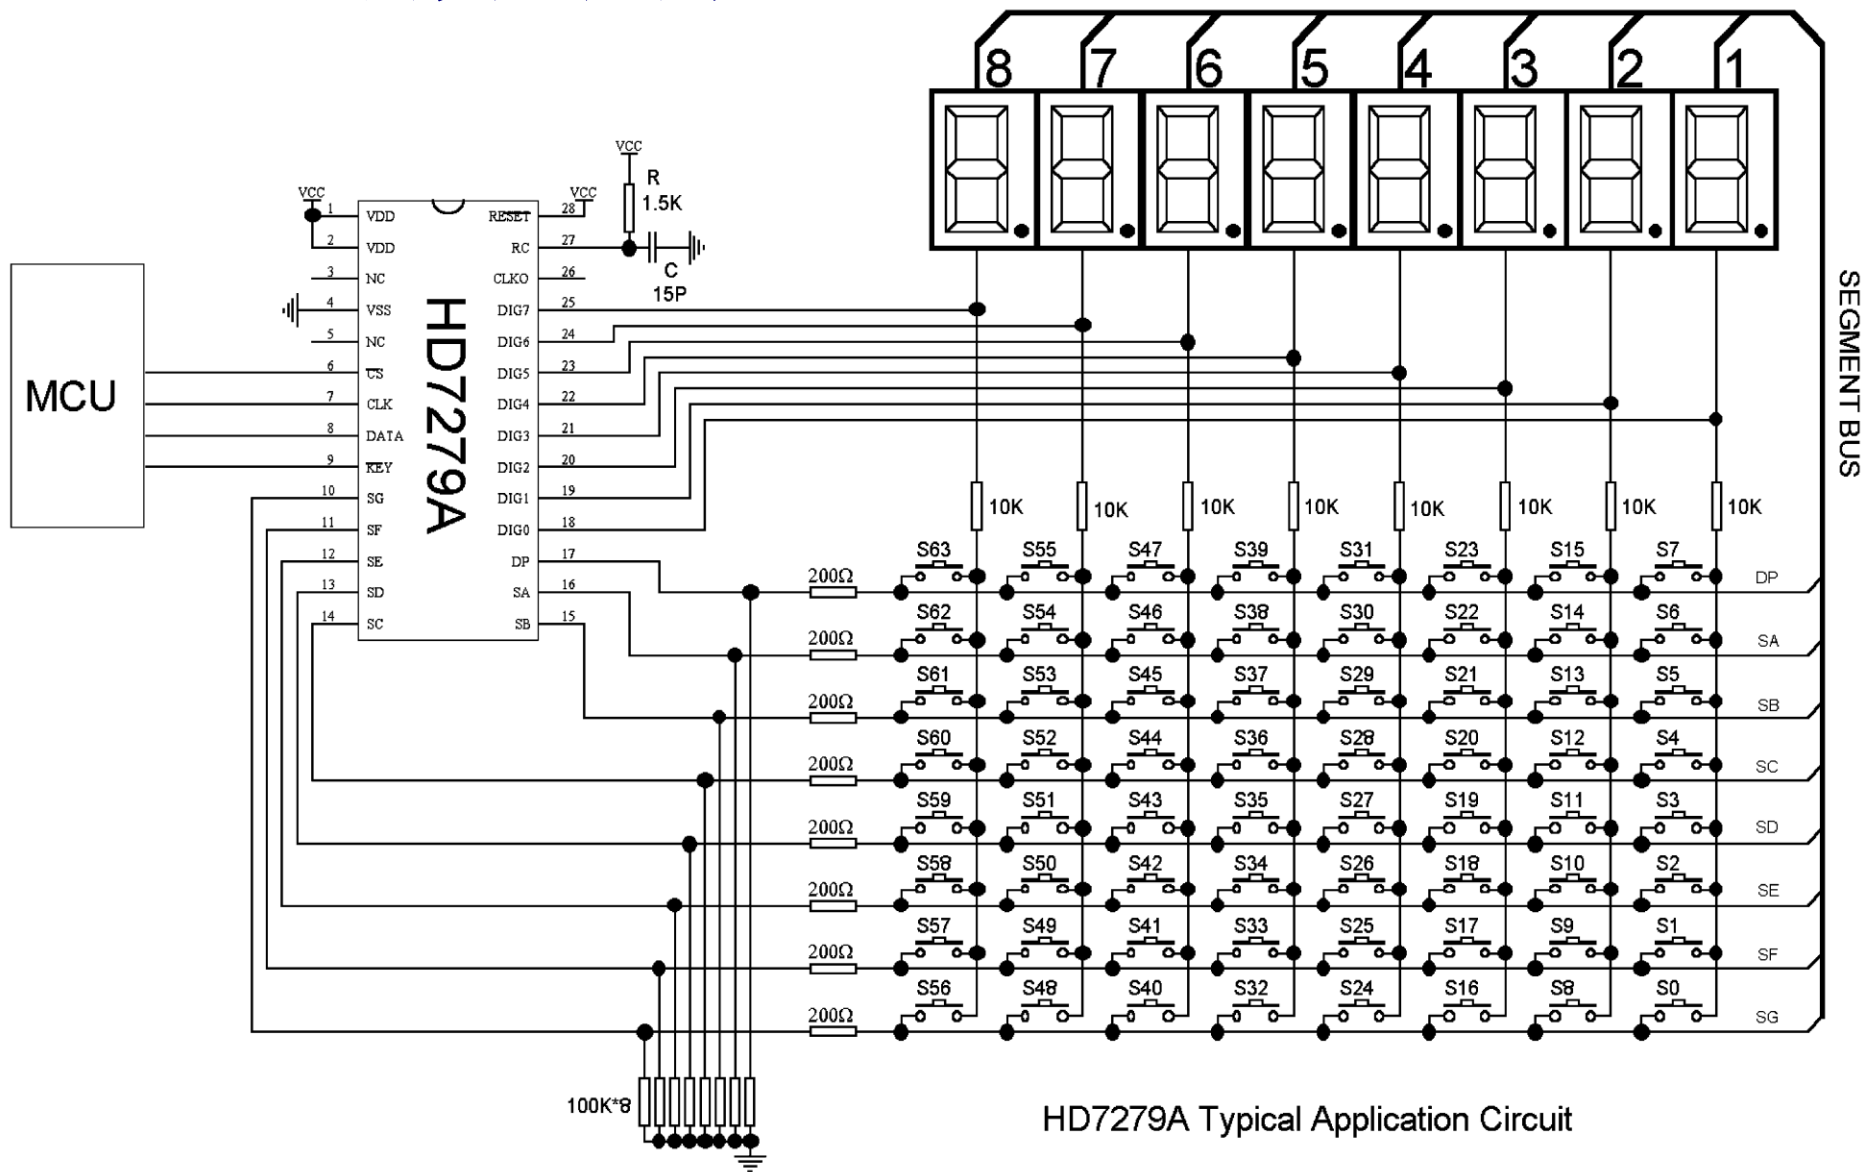 8 7 6 5 4 3 2 1
SEGMENT BUS
VCC
R
1.5K
C
15P
VCC
VCC
MCU
HD7279A
1 VDD RESET 28
2 VDD RC 27
3 NC CLKO 26
4 VSS DIG7 25
5 NC DIG6 24
6 CS DIG5 23
7 CLK DIG4 22
8 DATA DIG3 21
9 KEY DIG2 20
10 SG DIG1 19
11 SF DIG0 18
12 SE DP 17
13 SD SA 16
14 SC SB 15
10K 10K 10K 10K 10K 10K 10K 10K
S63 S55 S47 S39 S31 S23 S15 S7
200Ω DP
S62 S54 S46 S38 S30 S22 S14 S6
200Ω SA
S61 S53 S45 S37 S29 S21 S13 S5
200Ω SB
S60 S52 S44 S36 S28 S20 S12 S4
200Ω SC
S59 S51 S43 S35 S27 S19 S11 S3
200Ω SD
S58 S50 S42 S34 S26 S18 S10 S2
200Ω SE
S57 S49 S41 S33 S25 S17 S9 S1
200Ω SF
S56 S48 S40 S32 S24 S16 S8 S0
200Ω SG
100K*8
HD7279A Typical Application Circuit